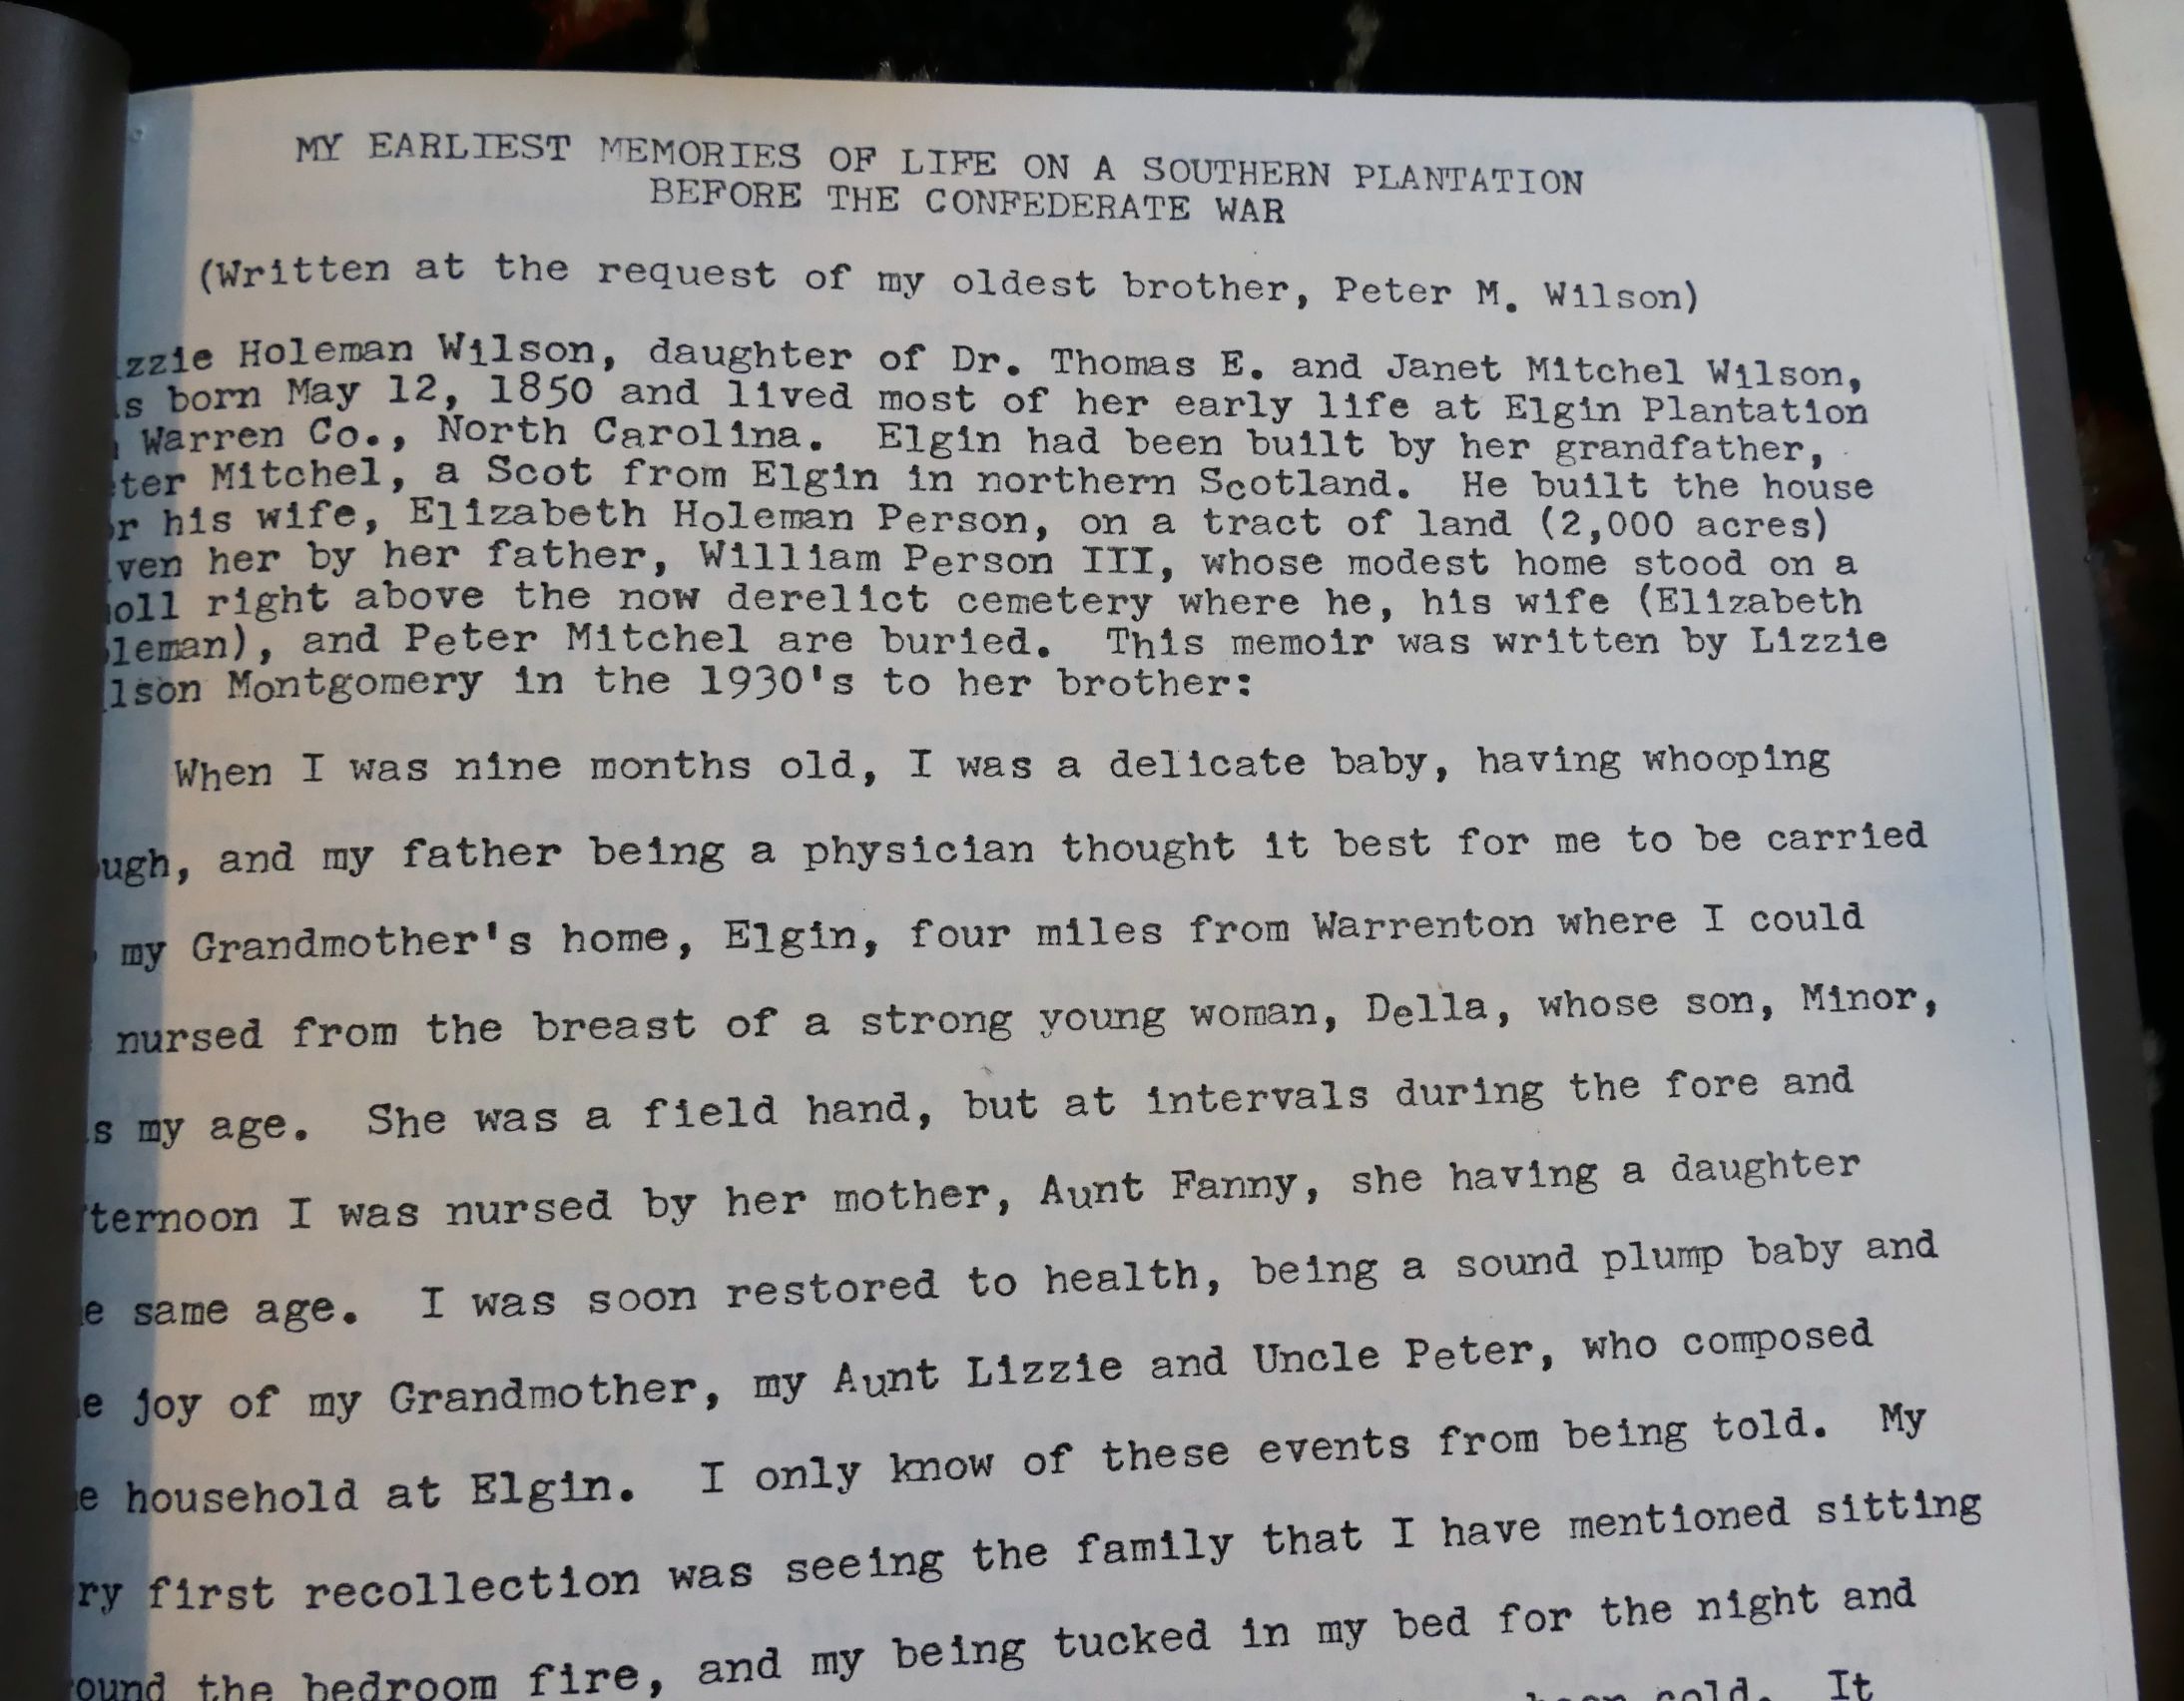 MY EARLIEST MEMORIES OF LIFE ON A SOUTHERN PLANTATION
BEFORE THE CONFEDERATE WAR
(Written at the request of my oldest brother, Peter M. Wilson)
izzie Holeman Wilson, daughter of Dr. Thomas E. and Janet Mitchel Wilson,
s born May 12, 1850 and lived most of her early life at Elgin Plantation
Warren Co., North Carolina. Elgin had been built by her grandfather,
ter Mitchel, a Scot from Elgin in northern Scotland. He built the house
r his wife, Elizabeth Holeman Person, on a tract of land (2,000 acres)
ven her by her father, William Person III, whose modest home stood on a
oll right above the now derelict cemetery where he, his wife (Elizabeth
leman), and Peter Mitchel are buried. This memoir was written by Lizzie
lson Montgomery in the 1930's to her brother:
When I was nine months old, I was a delicate baby, having whooping
ugh, and my father being a physician thought it best for me to be carried
my Grandmother's home, Elgin, four miles from Warrenton where I could
nursed from the breast of a strong young woman, Della, whose son, Minor,
s my age. She was a field hand, but at intervals during the fore and
ternoon I was nursed by her mother, Aunt Fanny, she having a daughter
e same age. I was soon restored to health, being a sound plump baby and
e joy of my Grandmother, my Aunt Lizzie and Uncle Peter, who composed
e household at Elgin. I only know of these events from being told. My
ry first recollection was seeing the family that I have mentioned sitting
ound the bedroom fire, and my being tucked in my bed for the night and
cold. It